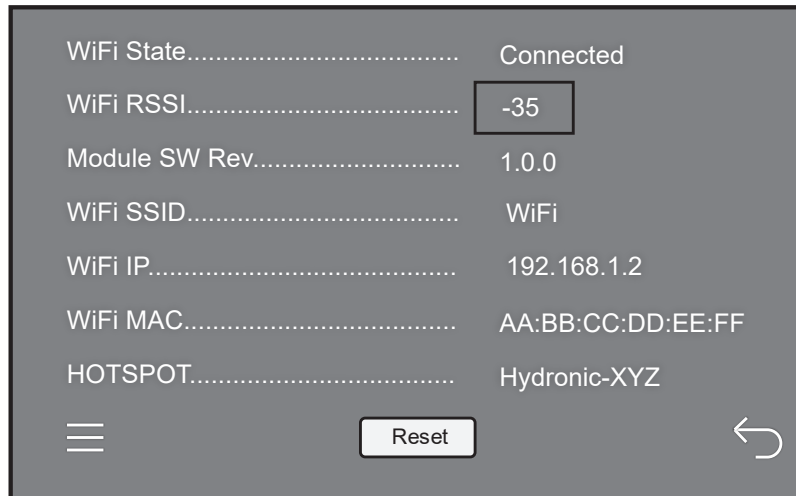 WiFi State...................................... Connected
WiFi RSSI...................................... -35
Module SW Rev............................. 1.0.0
WiFi SSID...................................... WiFi
WiFi IP........................................... 192.168.1.2
WiFi MAC...................................... AA:BB:CC:DD:EE:FF
HOTSPOT..................................... Hydronic-XYZ
Reset